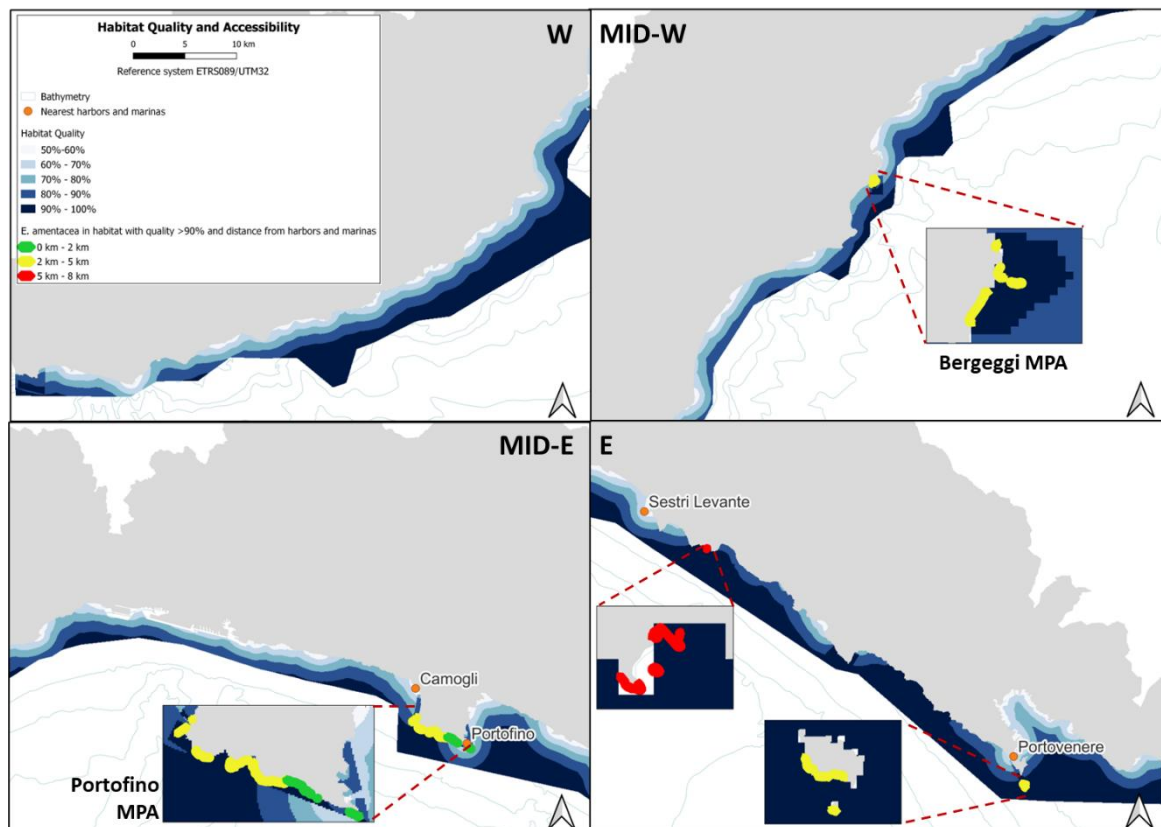 Habitat Quality and Accessibility
0 5 10 km
Reference system ETRS089/UTM32
Bathymetry
Nearest harbors and marinas
Habitat Quality
50%-60%
60% - 70%
70% - 80%
80% - 90%
90% - 100%
E. amentacea in habitat with quality >90% and distance from harbors and marinas
0 km - 2 km
2 km - 5 km
5 km - 8 km
W
MID-W
Bergeggi MPA
MID-E
Camogli
Portofino
Portofino
MPA
E
Sestri Levante
Portovenere